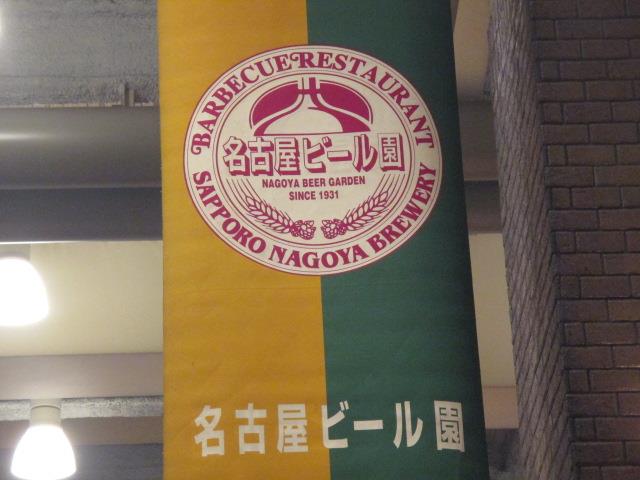 BARBECUE RESTAURANT
名古屋ビール園
NAGOYA BEER GARDEN
SINCE 1931
SAPPORO NAGOYA BREWERY
名古屋ビール園